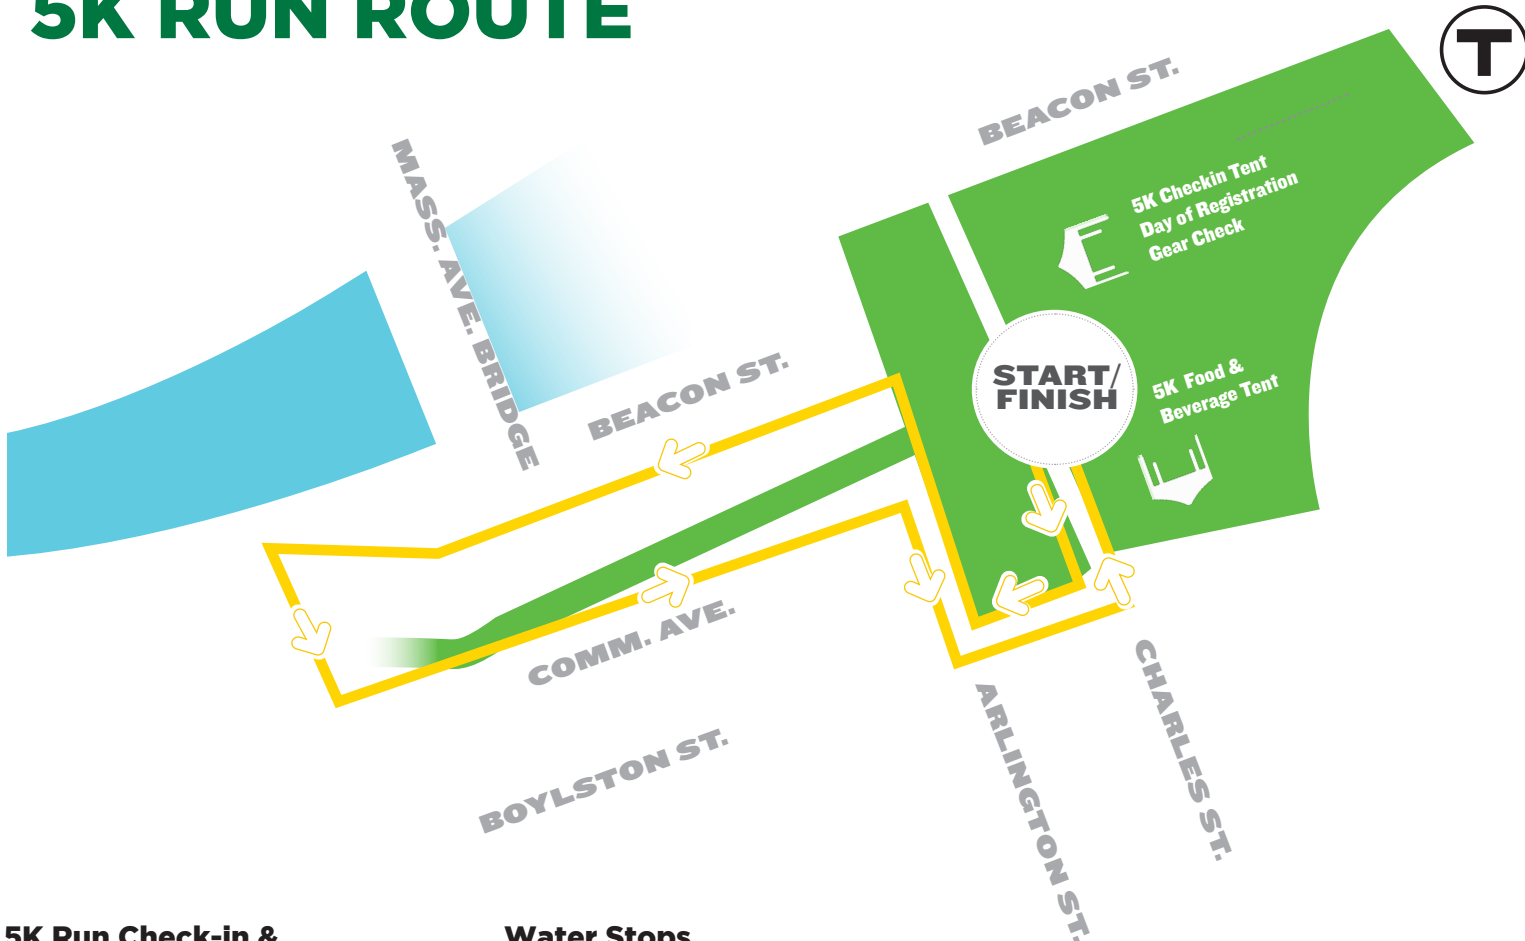 5K RUN ROUTE
T
BEACON ST.
MASS. AVE. BRIDGE
5K Checkin Tent
Day of Registration
Gear Check
START/
FINISH
BEACON ST.
5K Food &
Beverage Tent
COMM. AVE.
BOYLSTON ST.
ARLINGTON ST.
CHARLES ST.
5K Run Check-in &
Water Stops